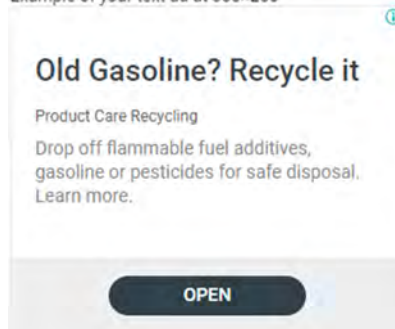 Old Gasoline? Recycle it
Product Care Recycling
Drop off flammable fuel additives,
gasoline or pesticides for safe disposal.
Learn more.
OPEN